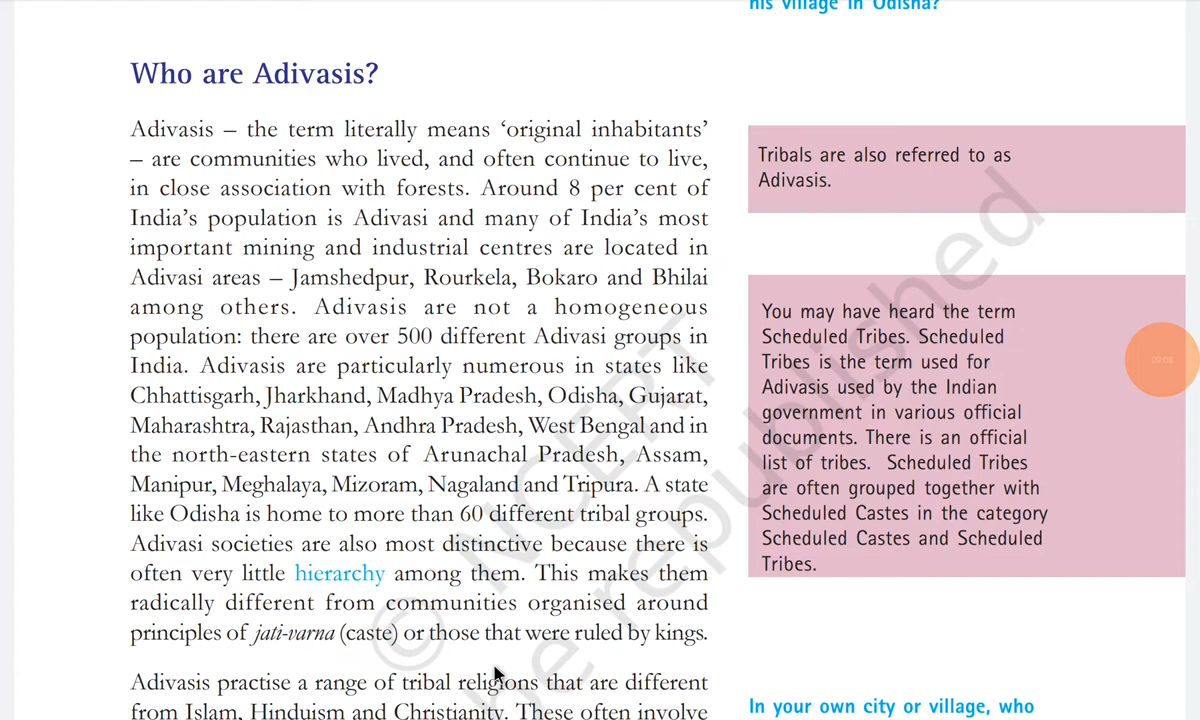 his village in Odisha?
Who are Adivasis?
Adivasis – the term literally means ‘original inhabitants’
– are communities who lived, and often continue to live,
in close association with forests. Around 8 per cent of
India’s population is Adivasi and many of India’s most
important mining and industrial centres are located in
Adivasi areas – Jamshedpur, Rourkela, Bokaro and Bhilai
among others. Adivasis are not a homogeneous
population: there are over 500 different Adivasi groups in
India. Adivasis are particularly numerous in states like
Chhattisgarh, Jharkhand, Madhya Pradesh, Odisha, Gujarat,
Maharashtra, Rajasthan, Andhra Pradesh, West Bengal and in
the north-eastern states of Arunachal Pradesh, Assam,
Manipur, Meghalaya, Mizoram, Nagaland and Tripura. A state
like Odisha is home to more than 60 different tribal groups.
Adivasi societies are also most distinctive because there is
often very little hierarchy among them. This makes them
radically different from communities organised around
principles of jati-varna (caste) or those that were ruled by kings.
Adivasis practise a range of tribal religions that are different
from Islam, Hinduism and Christianity. These often involve
Tribals are also referred to as
Adivasis.
You may have heard the term
Scheduled Tribes. Scheduled
Tribes is the term used for
Adivasis used by the Indian
government in various official
documents. There is an official
list of tribes. Scheduled Tribes
are often grouped together with
Scheduled Castes in the category
Scheduled Castes and Scheduled
Tribes.
In your own city or village, who
© NCERT
be republished